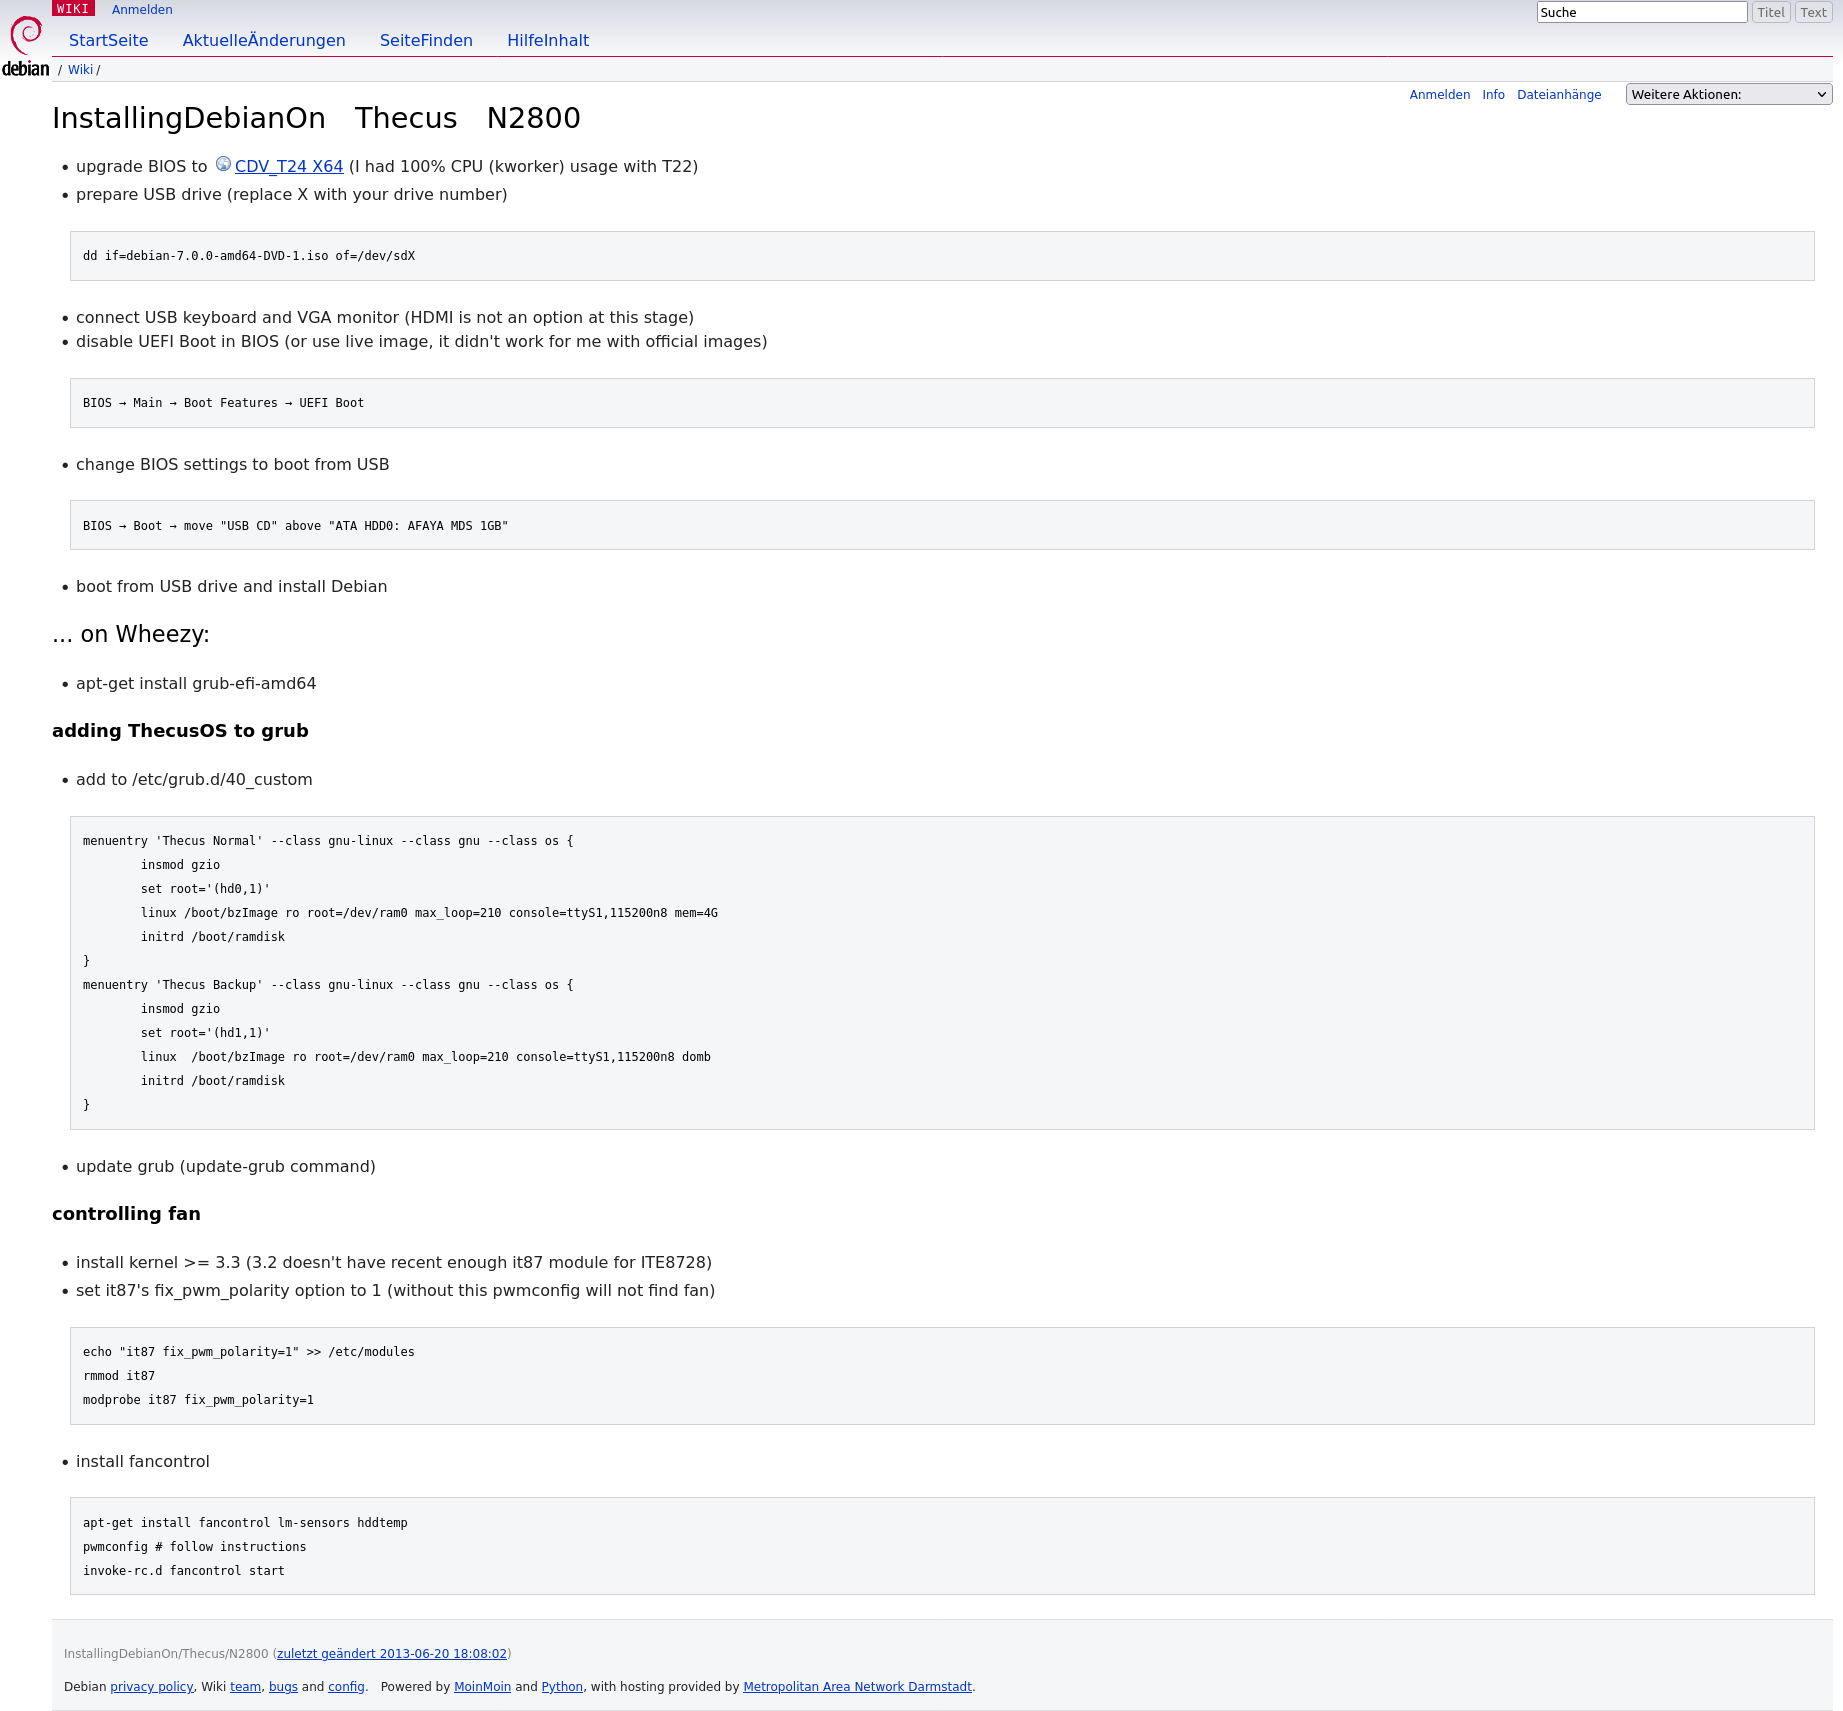 WIKI Anmelden Suche Titel Text
StartSeite AktuelleÄnderungen SeiteFinden HilfeInhalt
debian / Wiki /
Anmelden Info Dateianhänge Weitere Aktionen:
InstallingDebianOn Thecus N2800
• upgrade BIOS to CDV_T24 X64 (I had 100% CPU (kworker) usage with T22)
• prepare USB drive (replace X with your drive number)
dd if=debian-7.0.0-amd64-DVD-1.iso of=/dev/sdX
• connect USB keyboard and VGA monitor (HDMI is not an option at this stage)
• disable UEFI Boot in BIOS (or use live image, it didn't work for me with official images)
BIOS → Main → Boot Features → UEFI Boot
• change BIOS settings to boot from USB
BIOS → Boot → move "USB CD" above "ATA HDD0: AFAYA MDS 1GB"
• boot from USB drive and install Debian
... on Wheezy:
• apt-get install grub-efi-amd64
adding ThecusOS to grub
• add to /etc/grub.d/40_custom
menuentry 'Thecus Normal' --class gnu-linux --class gnu --class os {
        insmod gzio
        set root='(hd0,1)'
        linux /boot/bzImage ro root=/dev/ram0 max_loop=210 console=ttyS1,115200n8 mem=4G
        initrd /boot/ramdisk
}
menuentry 'Thecus Backup' --class gnu-linux --class gnu --class os {
        insmod gzio
        set root='(hd1,1)'
        linux  /boot/bzImage ro root=/dev/ram0 max_loop=210 console=ttyS1,115200n8 domb
        initrd /boot/ramdisk
}
• update grub (update-grub command)
controlling fan
• install kernel >= 3.3 (3.2 doesn't have recent enough it87 module for ITE8728)
• set it87's fix_pwm_polarity option to 1 (without this pwmconfig will not find fan)
echo "it87 fix_pwm_polarity=1" >> /etc/modules
rmmod it87
modprobe it87 fix_pwm_polarity=1
• install fancontrol
apt-get install fancontrol lm-sensors hddtemp
pwmconfig # follow instructions
invoke-rc.d fancontrol start
InstallingDebianOn/Thecus/N2800 (zuletzt geändert 2013-06-20 18:08:02)
Debian privacy policy, Wiki team, bugs and config. Powered by MoinMoin and Python, with hosting provided by Metropolitan Area Network Darmstadt.